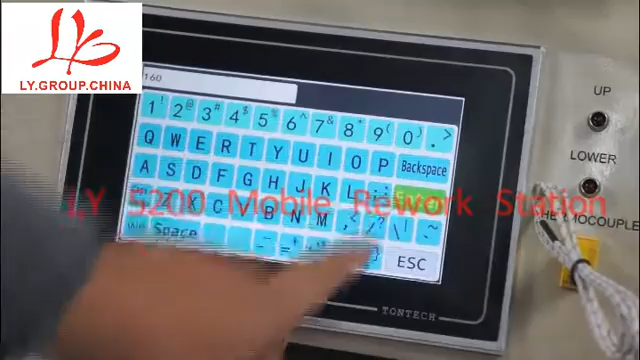 LY.GROUP.CHINA
160
1! 2@ 3# 4$ 5% 6^ 7& 8* 9( 0) . >
Q W E R T Y U I O P Backspace
A S D F G H J K L ; :
Z X C V B N M , < / ? \ | ~
Space ESC
LY 5200 Mobile Rework Station
UP
LOWER
THERMOCOUPLE
TONTECH